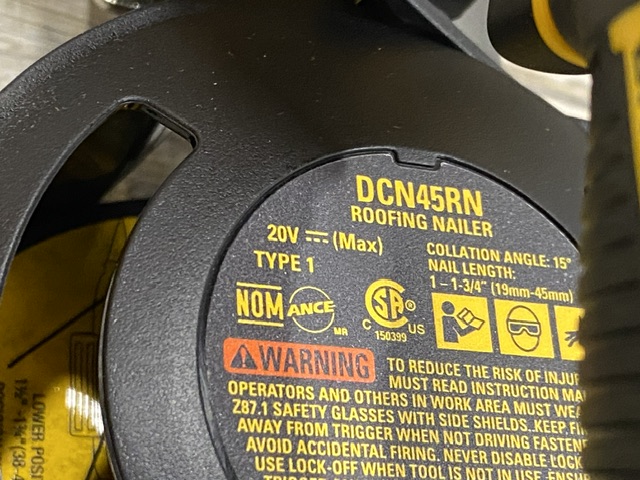 DCN45RN
ROOFING NAILER
20V ⎓ (Max)
TYPE 1
COLLATION ANGLE: 15°
NAIL LENGTH:
1 – 1-3/4" (19mm-45mm)
NOM ANCE MR
CSA ®
C US
150399
WARNING
TO REDUCE THE RISK OF
MUST READ INSTRUCTION
OPERATORS AND OTHERS IN WORK AREA MUST
Z87.1 SAFETY GLASSES WITH SIDE SHIELDS. KEEP
AWAY FROM TRIGGER WHEN NOT DRIVING
AVOID ACCIDENTAL FIRING. NEVER DISABLE
USE LOCK-OFF WHEN TOOL IS NOT IN USE.
LOWER